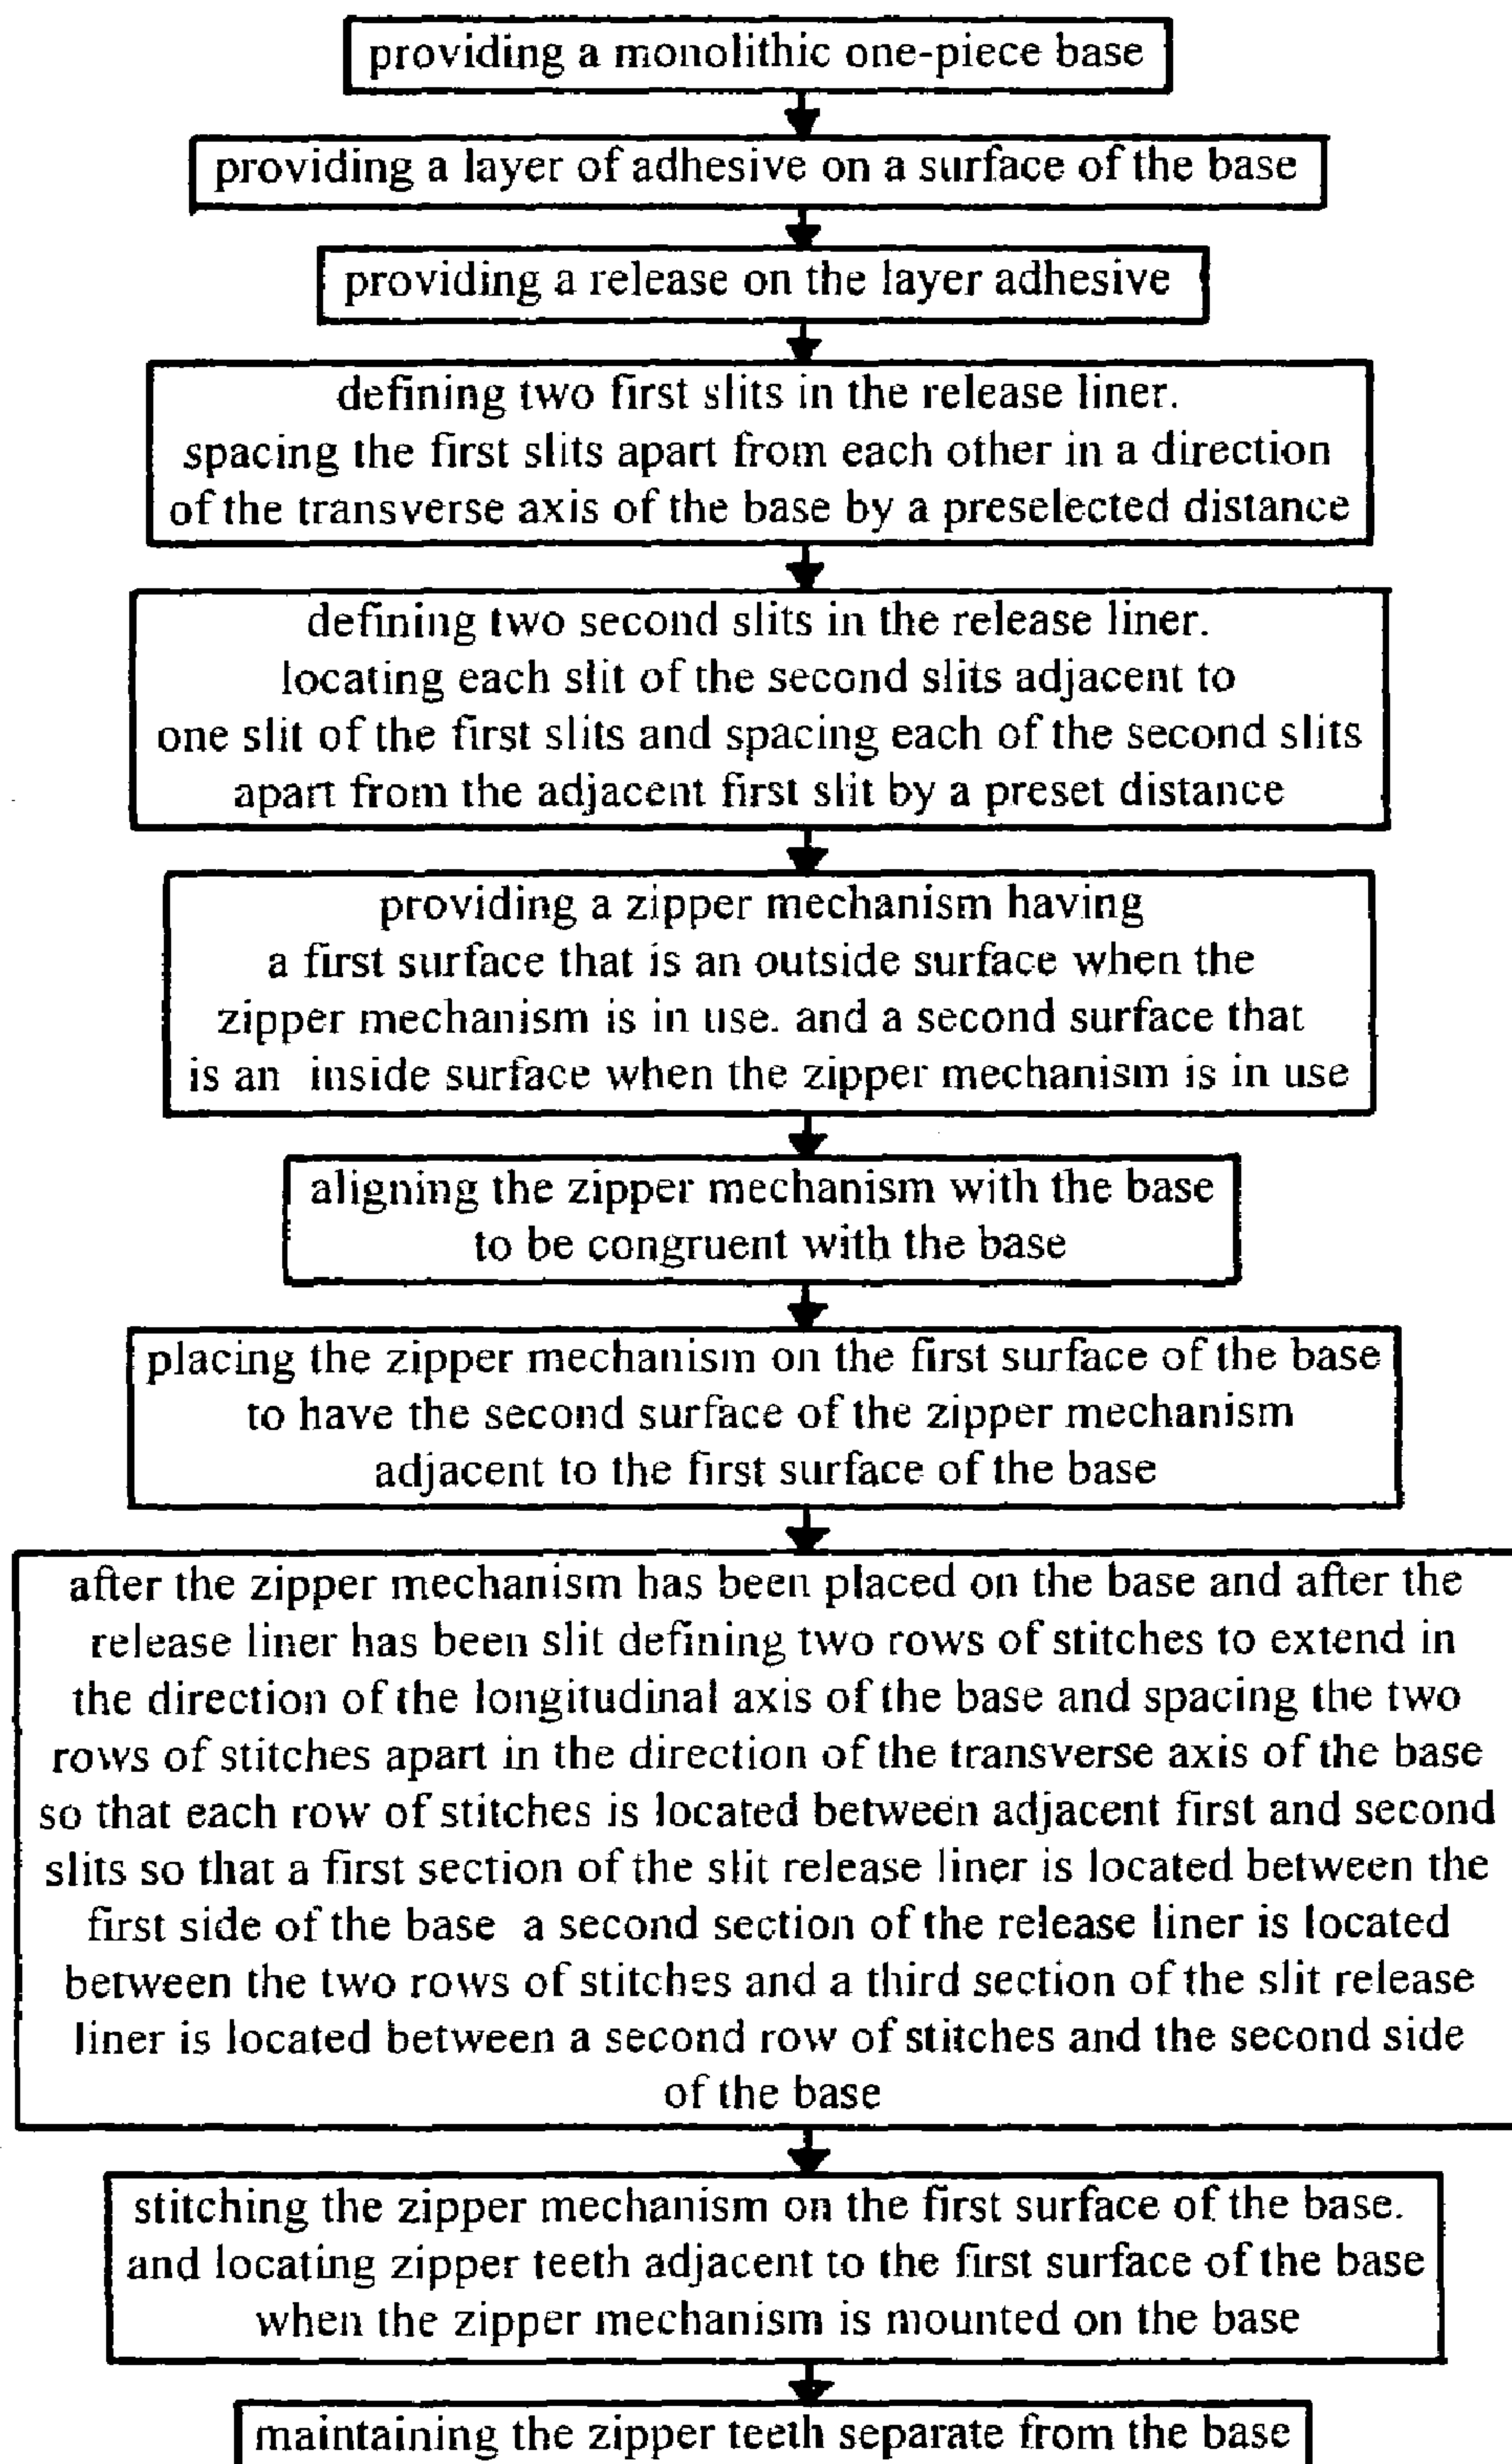 providing a monolithic one-piece base
providing a layer of adhesive on a surface of the base
providing a release on the layer adhesive
defining two first slits in the release liner.
spacing the first slits apart from each other in a direction
of the transverse axis of the base by a preselected distance
defining two second slits in the release liner.
locating each slit of the second slits adjacent to
one slit of the first slits and spacing each of the second slits
apart from the adjacent first slit by a preset distance
providing a zipper mechanism having
a first surface that is an outside surface when the
zipper mechanism is in use. and a second surface that
is an inside surface when the zipper mechanism is in use
aligning the zipper mechanism with the base
to be congruent with the base
placing the zipper mechanism on the first surface of the base
to have the second surface of the zipper mechanism
adjacent to the first surface of the base
after the zipper mechanism has been placed on the base and after the
release liner has been slit defining two rows of stitches to extend in
the direction of the longitudinal axis of the base and spacing the two
rows of stitches apart in the direction of the transverse axis of the base
so that each row of stitches is located between adjacent first and second
slits so that a first section of the slit release liner is located between the
first side of the base a second section of the release liner is located
between the two rows of stitches and a third section of the slit release
liner is located between a second row of stitches and the second side
of the base
stitching the zipper mechanism on the first surface of the base.
and locating zipper teeth adjacent to the first surface of the base
when the zipper mechanism is mounted on the base
maintaining the zipper teeth separate from the base